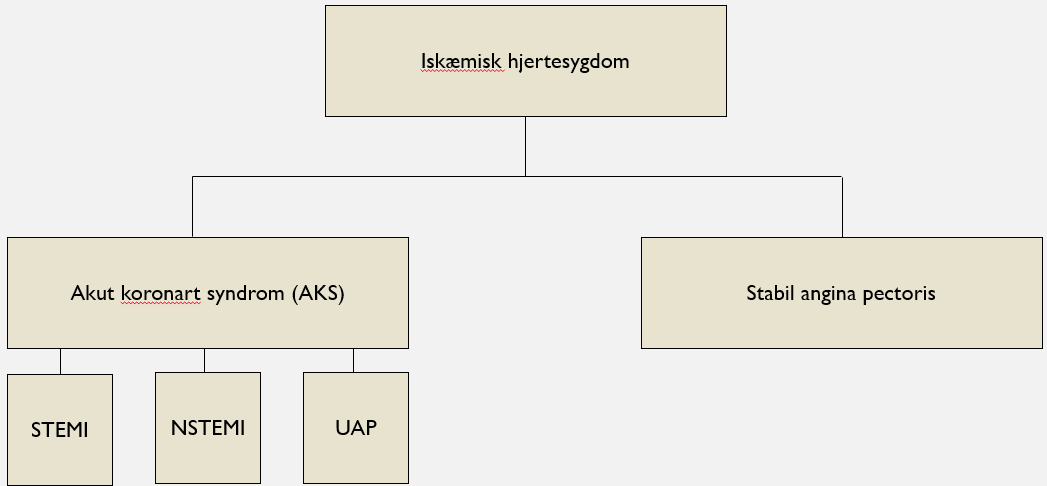 Iskæmisk hjertesygdom
Akut koronart syndrom (AKS)
Stabil angina pectoris
STEMI
NSTEMI
UAP